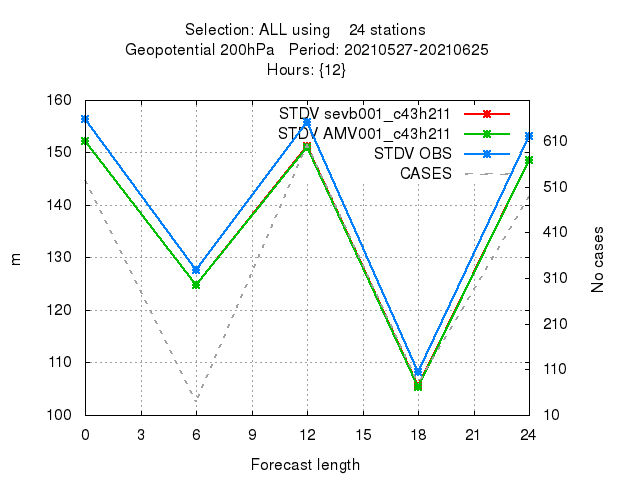 Selection: ALL using    24 stations
Geopotential 200hPa   Period: 20210527-20210625
Hours: {12}
STDV sevb001_c43h211
STDV AMV001_c43h211
STDV OBS
CASES
160
150
140
130
120
110
100
m
610
510
410
310
210
110
10
No cases
0 3 6 9 12 15 18 21 24
Forecast length